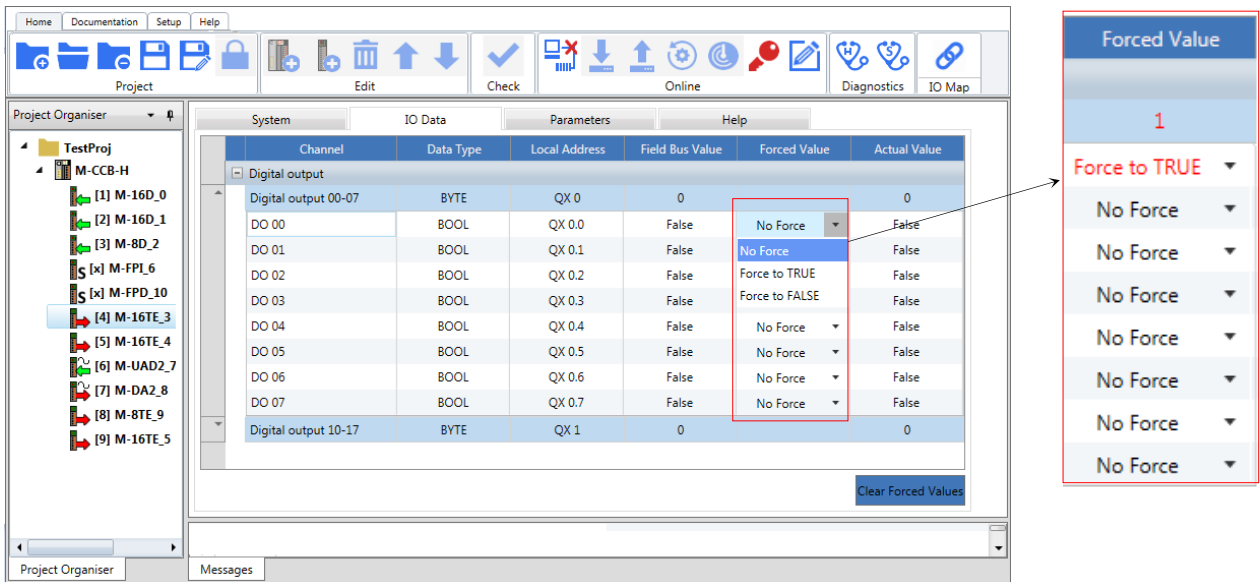 Home Documentation Setup Help
Project Edit Check Online Diagnostics IO Map
Project Organiser
TestProj
M-CCB-H
[1] M-16D_0
[2] M-16D_1
[3] M-8D_2
S [x] M-FPI_6
S [x] M-FPD_10
[4] M-16TE_3
[5] M-16TE_4
[6] M-UAD2_7
[7] M-DA2_8
[8] M-8TE_9
[9] M-16TE_5
Project Organiser
System IO Data Parameters Help
Channel Data Type Local Address Field Bus Value Forced Value Actual Value
Digital output
Digital output 00-07 BYTE QX 0 0 0
DO 00 BOOL QX 0.0 False No Force False
DO 01 BOOL QX 0.1 False No Force False
DO 02 BOOL QX 0.2 False Force to TRUE False
DO 03 BOOL QX 0.3 False Force to FALSE False
DO 04 BOOL QX 0.4 False No Force False
DO 05 BOOL QX 0.5 False No Force False
DO 06 BOOL QX 0.6 False No Force False
DO 07 BOOL QX 0.7 False No Force False
Digital output 10-17 BYTE QX 1 0 0
Clear Forced Values
Messages
Forced Value
1
Force to TRUE
No Force
No Force
No Force
No Force
No Force
No Force
No Force